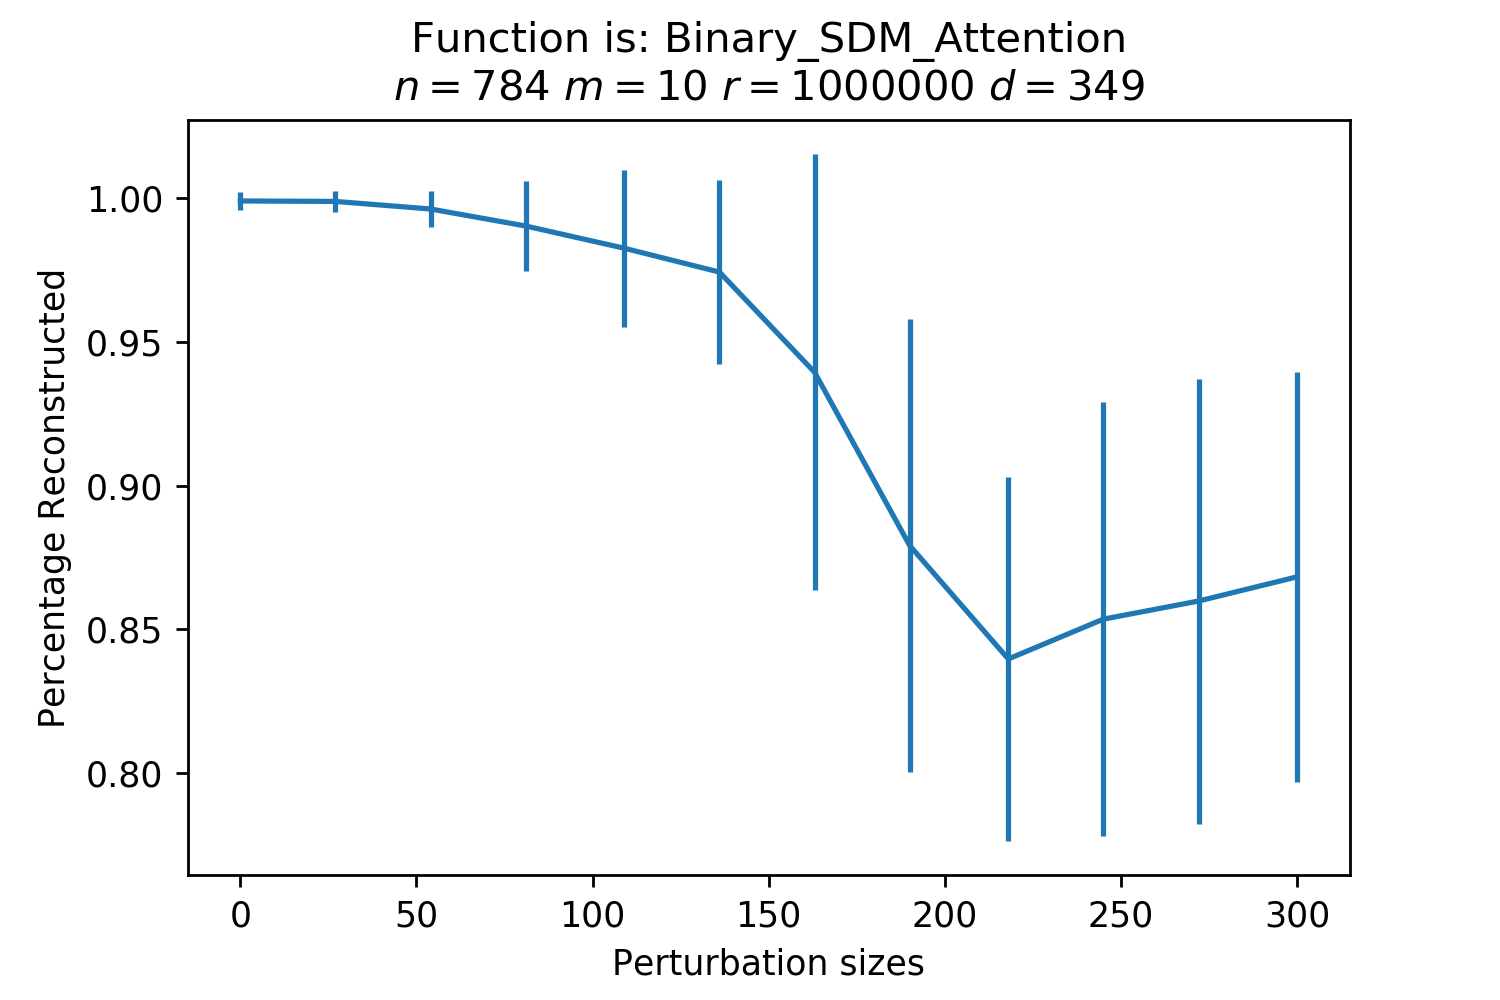 Function is: Binary_SDM_Attention
n = 784 m = 10 r = 1000000 d = 349
1.00
0.95
0.90
0.85
0.80
Percentage Reconstructed
0 50 100 150 200 250 300
Perturbation sizes